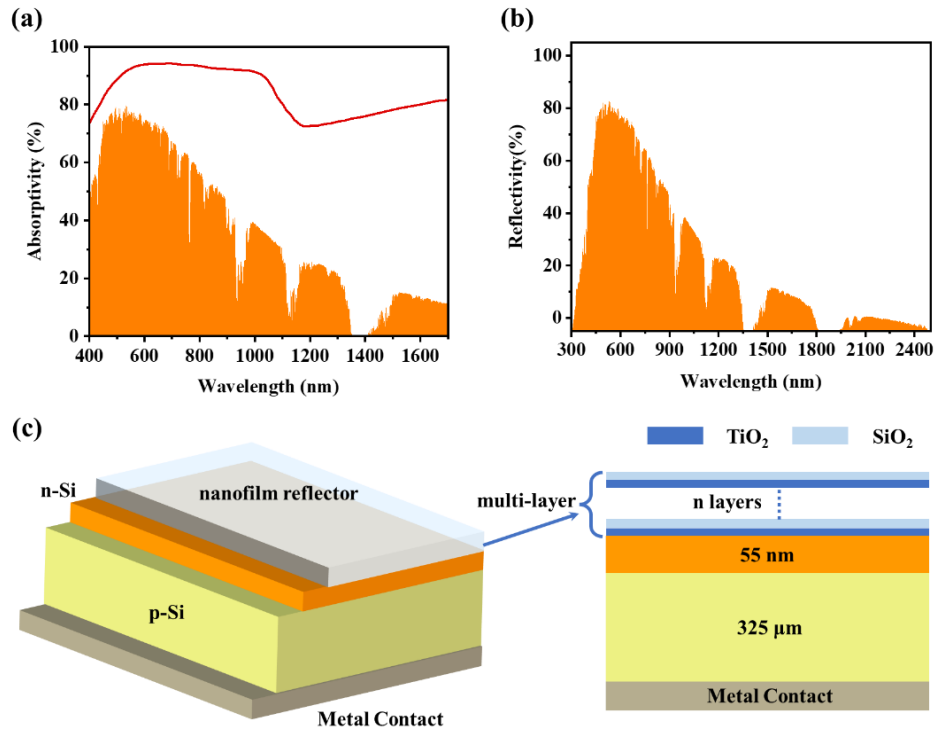 (a)
(b)
100
80
60
40
20
0
Absorptivity (%)
400 600 800 1000 1200 1400 1600
Wavelength (nm)
100
80
60
40
20
0
Reflectivity(%)
300 600 900 1200 1500 1800 2100 2400
Wavelength (nm)
(c)
TiO₂ SiO₂
n-Si
nanofilm reflector
p-Si
Metal Contact
multi-layer
n layers
55 nm
325 μm
Metal Contact